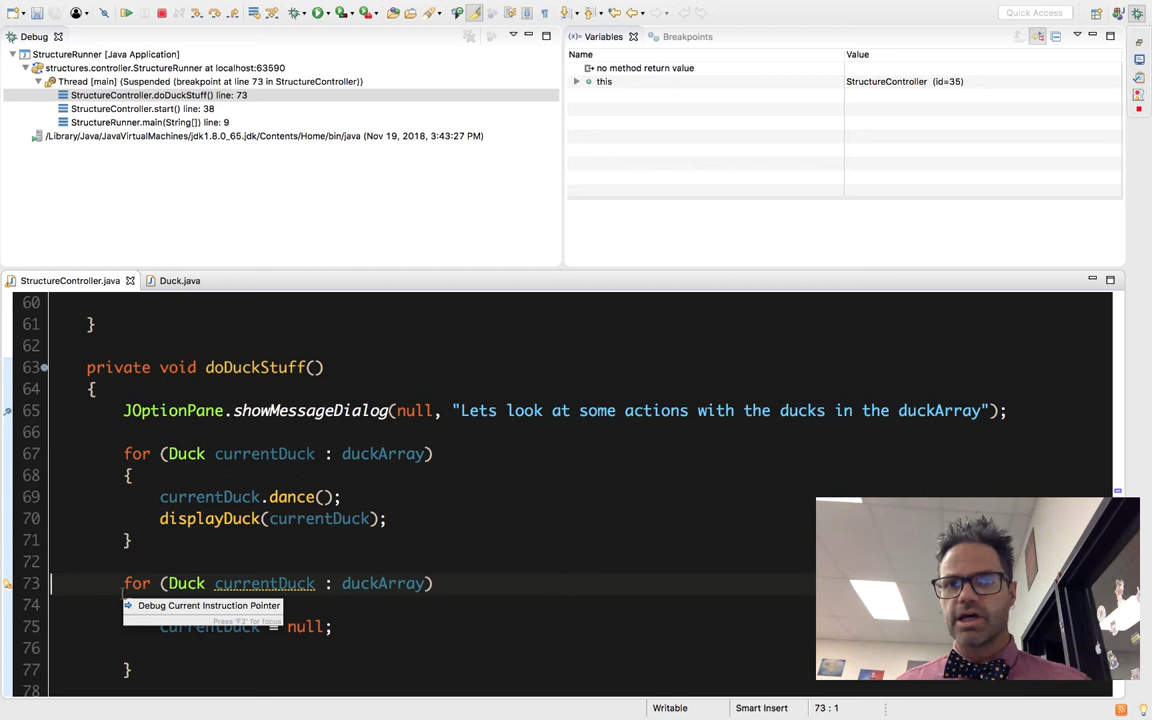 Quick Access
Debug
Variables
Breakpoints
StructureRunner [Java Application]
structures.controller.StructureRunner at localhost:63590
Thread [main] (Suspended (breakpoint at line 73 in StructureController))
StructureController.doDuckStuff() line: 73
StructureController.start() line: 38
StructureRunner.main(String[]) line: 9
/Library/Java/JavaVirtualMachines/jdk1.8.0_65.jdk/Contents/Home/bin/java (Nov 19, 2018, 3:43:27 PM)
Name Value
no method return value
this StructureController (id=35)
StructureController.java
Duck.java
60
61 }
62
63 private void doDuckStuff()
64 {
65 JOptionPane.showMessageDialog(null, "Lets look at some actions with the ducks in the duckArray");
66
67 for (Duck currentDuck : duckArray)
68 {
69 currentDuck.dance();
70 displayDuck(currentDuck);
71 }
72
73 for (Duck currentDuck : duckArray)
74
Debug Current Instruction Pointer
Press 'F2' for focus
75 currentDuck = null;
76
77 }
78
Writable Smart Insert 73 : 1